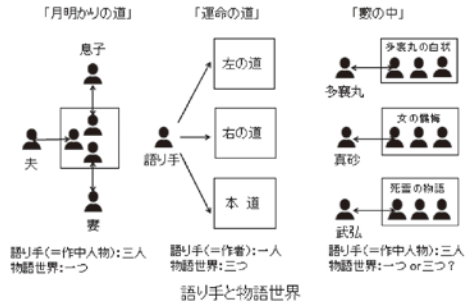 「月明かりの道」
「運命の道」
「藪の中」
息子
夫
妻
語り手(=作中人物):三人
物語世界:一つ
左の道
右の道
本 道
語り手
語り手(=作者):一人
物語世界:三つ
多襄丸の白状
多襄丸
女の懺悔
真砂
死霊の物語
武弘
語り手(=作中人物):三人
物語世界:一つ or三つ?
語り手と物語世界